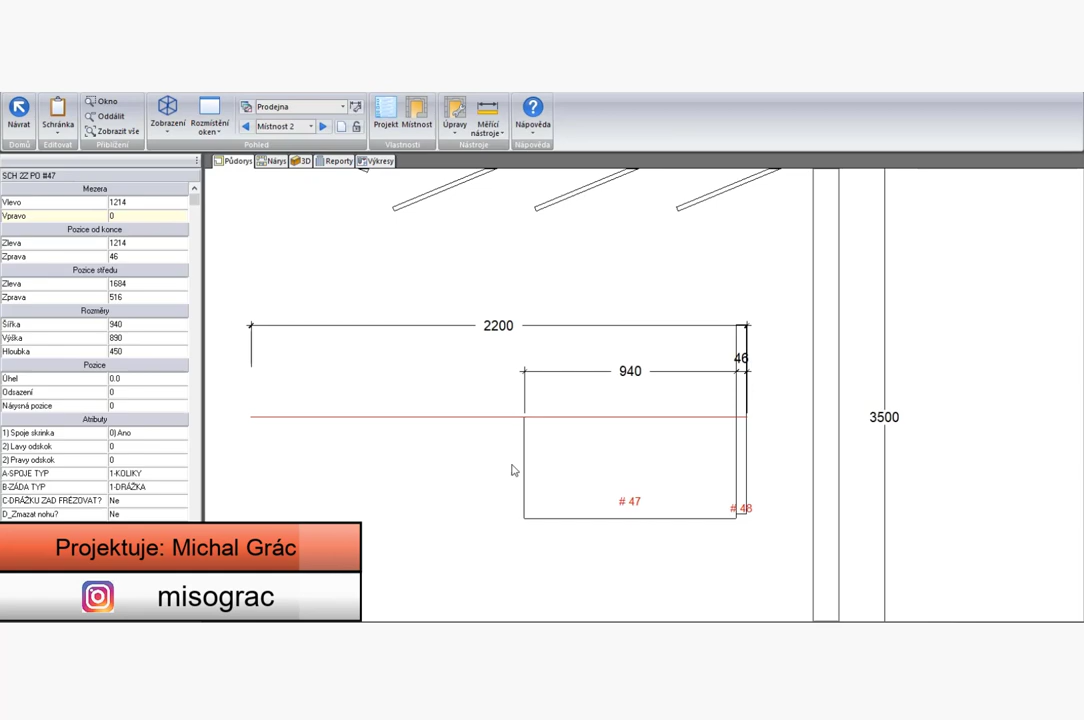 Okno
Oddálit
Zobrazit vše
Návrat
Schránka
Zobrazení
Rozmístění
oken
Prodejna
Místnost 2
Projekt
Místnost
Úpravy
Měřící
nástroje
Nápověda
Domů
Editovat
Přiblížení
Pohled
Vlastnosti
Nástroje
Nápověda
Půdorys
Nárys
3D
Reporty
Výkresy
SCH 2Z PO #47
Mezera
Vlevo 1214
Vpravo 0
Pozice od konce
Zleva 1214
Zprava 46
Pozice středu
Zleva 1684
Zprava 516
Rozměry
Šířka 940
Výška 890
Hloubka 450
Pozice
Úhel 0.0
Odsazení 0
Nárysná pozice 0
Atributy
1) Spoje skrinka 0) Ano
2) Lavy odskok 0
2) Pravy odskok 0
A-SPOJE TYP 1-KOLIKY
B-ZÁDA TYP 1-DRÁŽKA
C-DRÁŽKU ZAD FRÉZOVAT? Ne
D_Zmazat nohu? Ne
2200
46
940
3500
# 47
# 48
Projektuje: Michal Grác
misograc